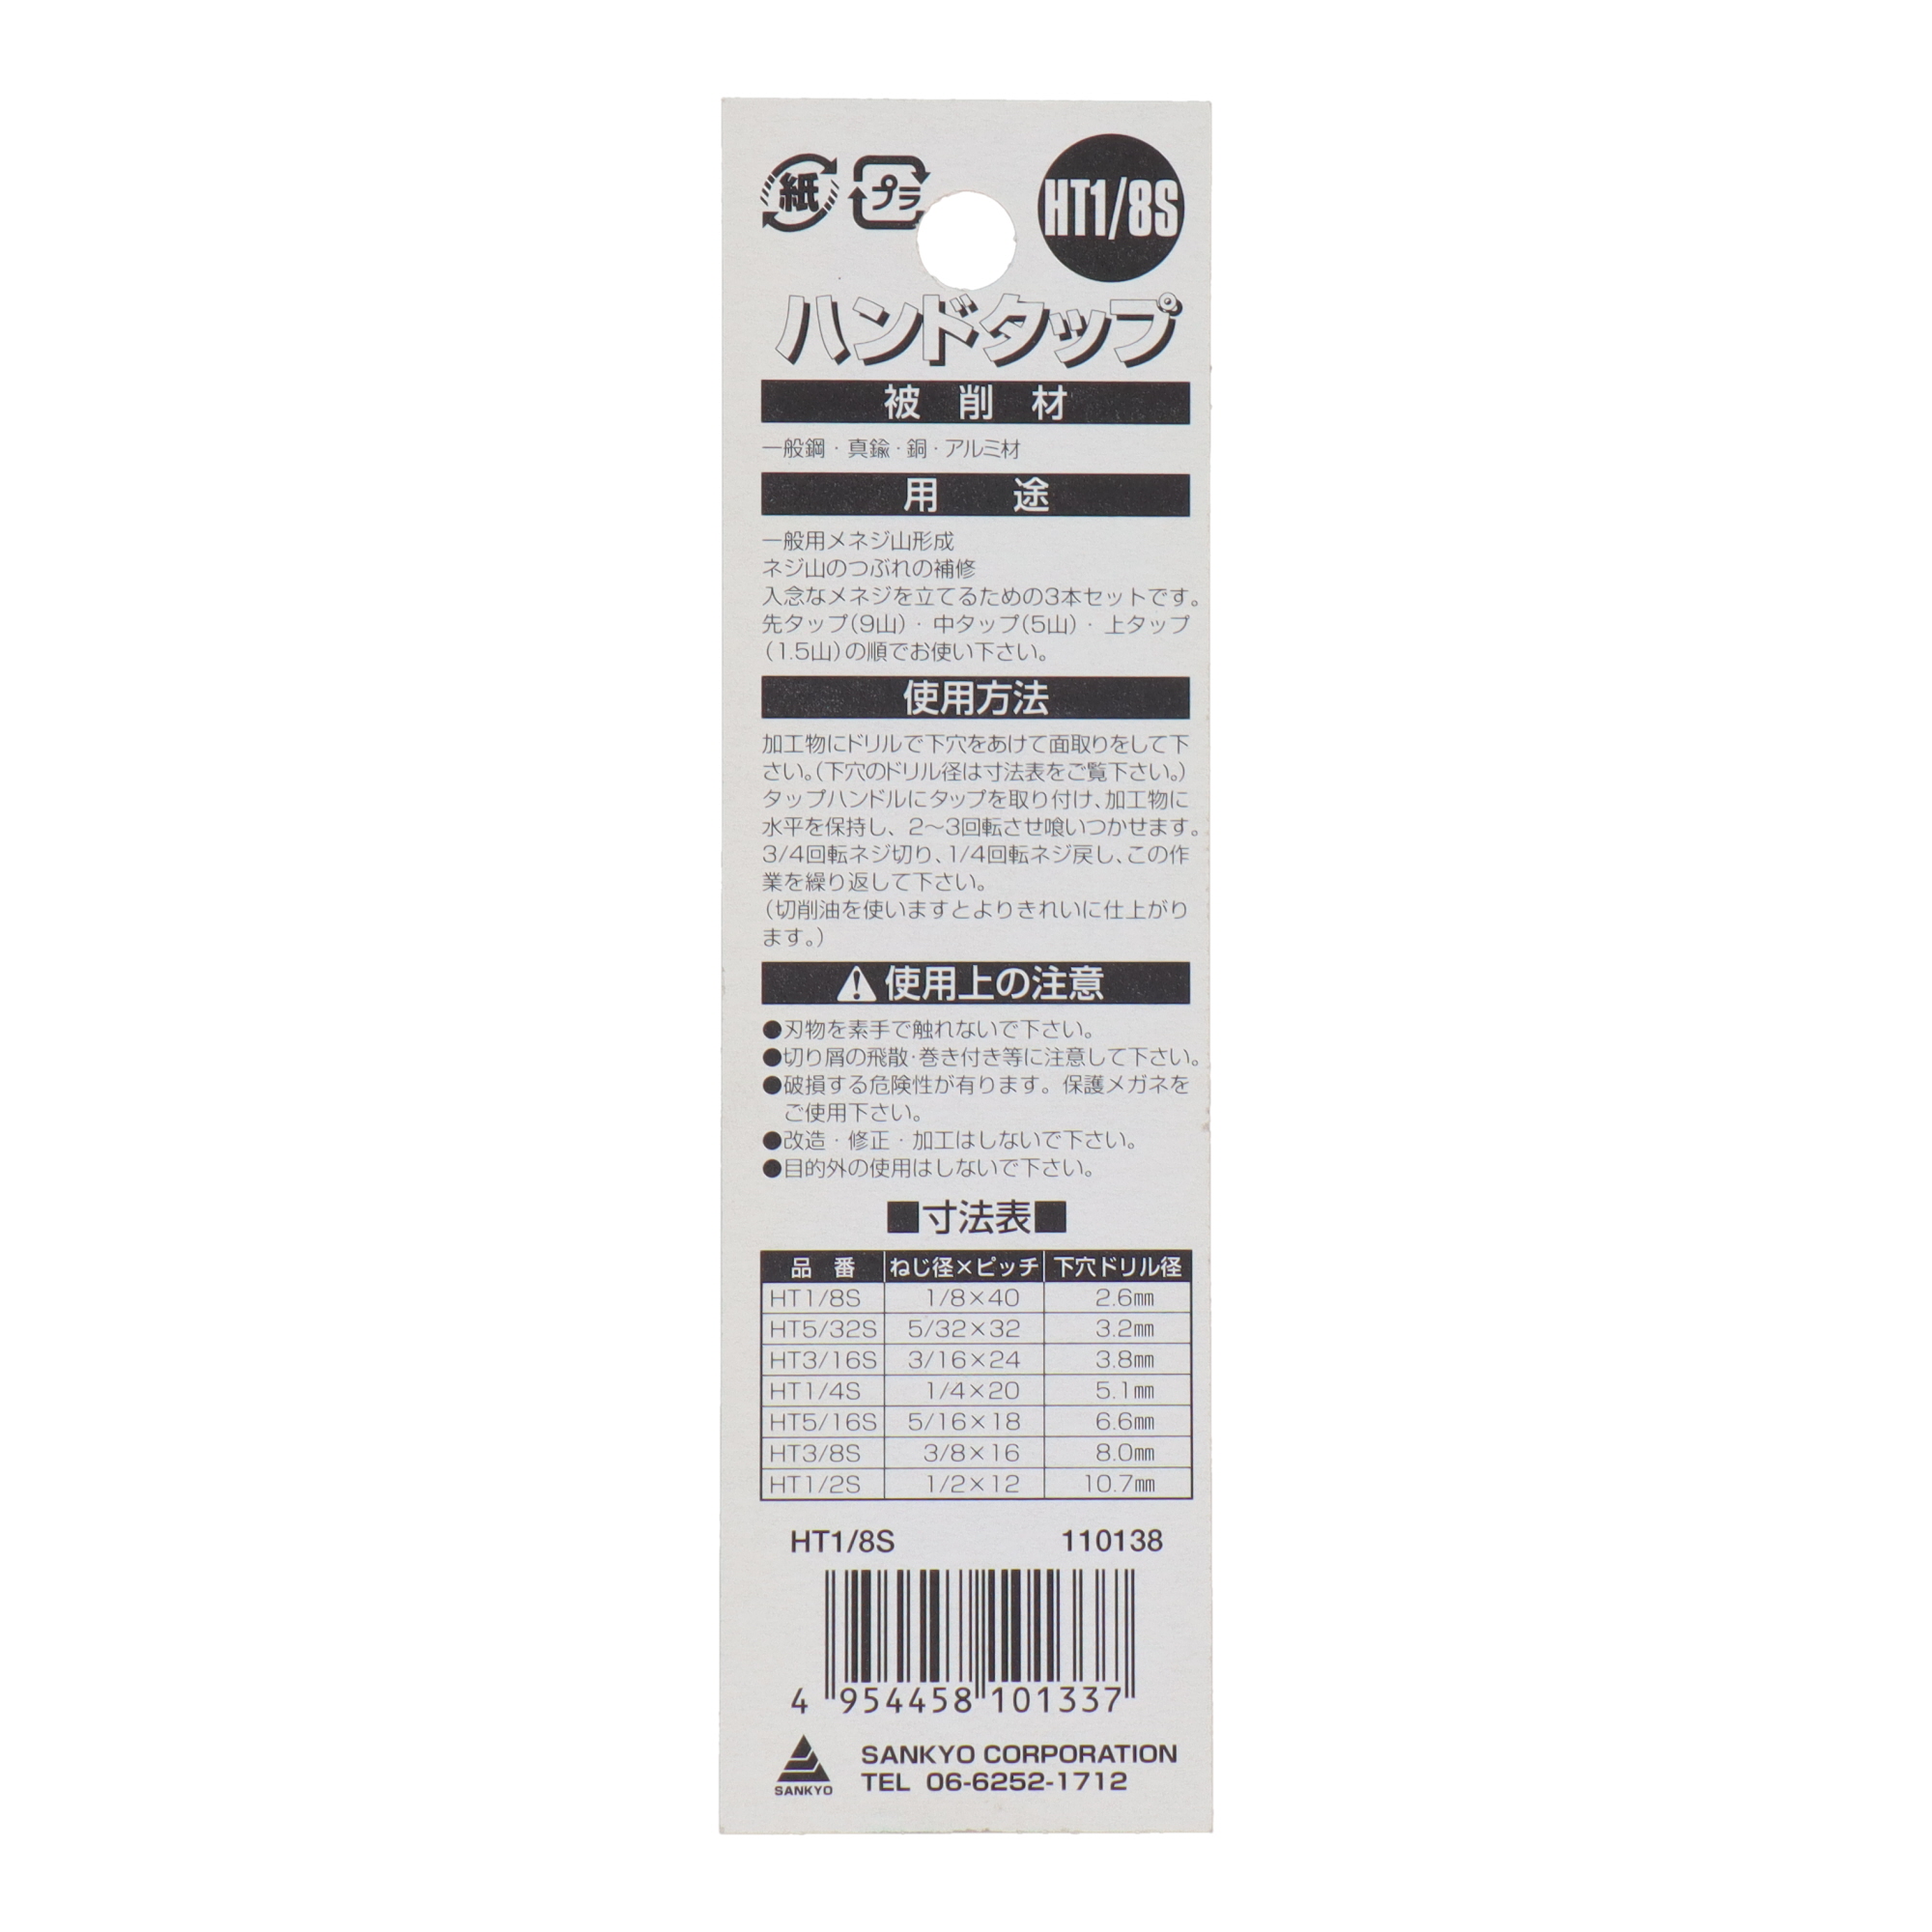 紙 プラ HT1/8S
ハンドタップ
被 削 材
一般鋼・真鍮・銅・アルミ材
用 途
一般用メネジ山形成
ネジ山のつぶれの補修
入念なメネジを立てるための3本セットです。
先タップ(9山)・中タップ(5山)・上タップ
(1.5山)の順でお使い下さい。
使用方法
加工物にドリルで下穴をあけて面取りをして下
さい。(下穴のドリル径は寸法表をご覧下さい。)
タップハンドルにタップを取り付け、加工物に
水平を保持し、2〜3回転させ喰いつかせます。
3/4回転ネジ切り、1/4回転ネジ戻し、この作
業を繰り返して下さい。
(切削油を使いますとよりきれいに仕上がり
ます。)
使用上の注意
●刃物を素手で触れないで下さい。
●切り屑の飛散・巻き付き等に注意して下さい。
●破損する危険性が有ります。保護メガネを
ご使用下さい。
●改造・修正・加工はしないで下さい。
●目的外の使用はしないで下さい。
■寸法表■
品 番 ねじ径×ピッチ 下穴ドリル径
HT1/8S 1/8×40 2.6㎜
HT5/32S 5/32×32 3.2㎜
HT3/16S 3/16×24 3.8㎜
HT1/4S 1/4×20 5.1㎜
HT5/16S 5/16×18 6.6㎜
HT3/8S 3/8×16 8.0㎜
HT1/2S 1/2×12 10.7㎜
HT1/8S 110138
4 954458 101337
SANKYO CORPORATION
TEL 06-6252-1712
SANKYO